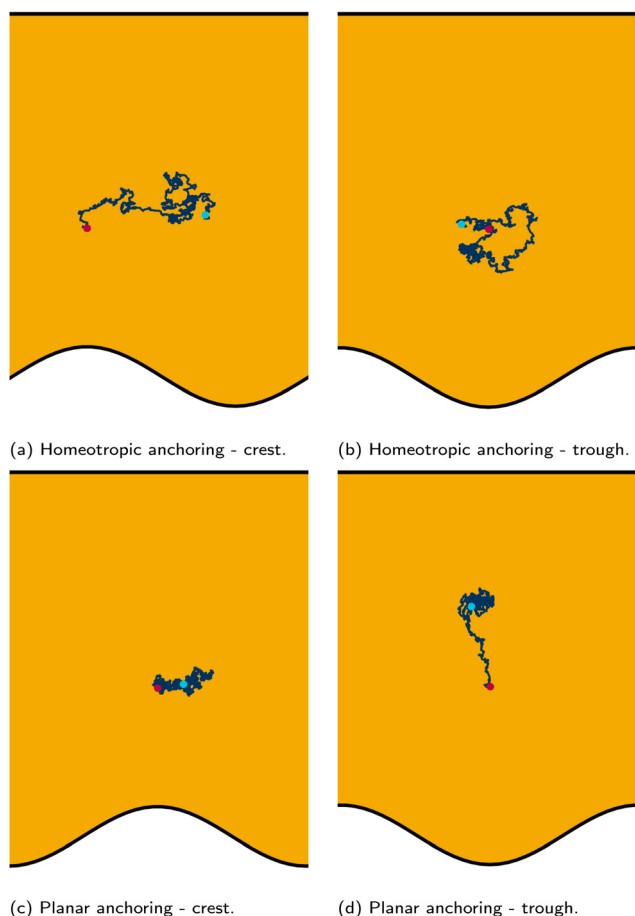 (a) Homeotropic anchoring - crest.
(b) Homeotropic anchoring - trough.
(c) Planar anchoring - crest.
(d) Planar anchoring - trough.